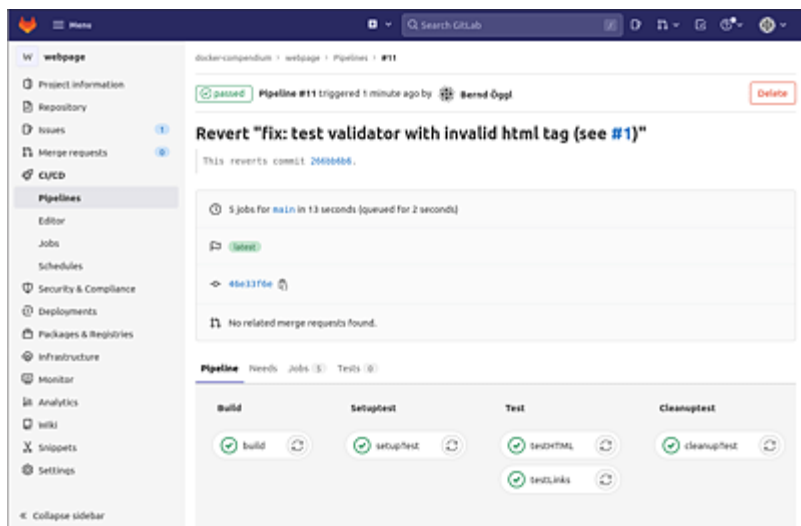 Menu
Search GitLab
W webpage
Project information
Repository
Issues 1
Merge requests 0
CI/CD
Pipelines
Editor
Jobs
Schedules
Security & Compliance
Deployments
Packages & Registries
Infrastructure
Monitor
Analytics
Wiki
Snippets
Settings
Collapse sidebar
docker-compendium › webpage › Pipelines › #11
passed Pipeline #11 triggered 1 minute ago by Bernd Öggl
Delete
Revert "fix: test validator with invalid html tag (see #1)"
This reverts commit 266bb6b6.
5 jobs for main in 13 seconds (queued for 2 seconds)
latest
46e33f6e
No related merge requests found.
Pipeline Needs Jobs 5 Tests 0
Build Setuptest Test Cleanuptest
build setuptest testHTML cleanuptest
testLinks